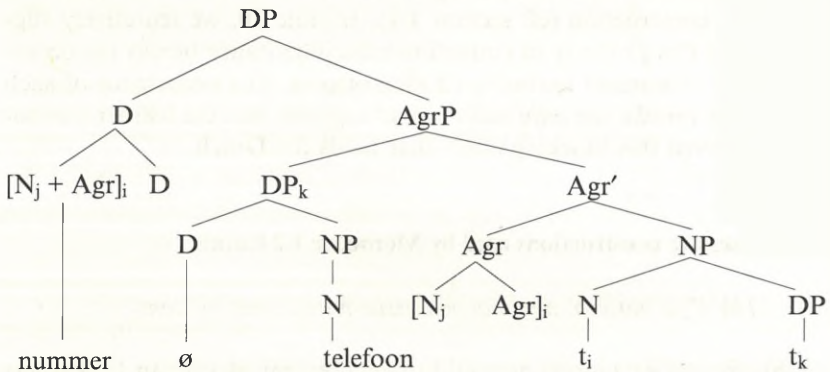 DP
D AgrP
[Nj + Agr]i D DPk Agr′
D NP Agr NP
N [Nj Agr]i N DP
nummer ø telefoon ti tk